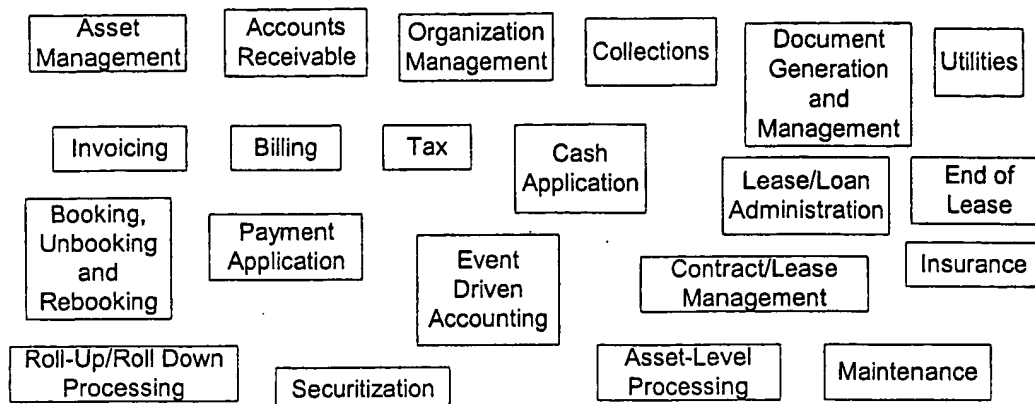 Asset
Management
Accounts
Receivable
Organization
Management
Collections
Document
Generation
and
Management
Utilities
Invoicing
Billing
Tax
Cash
Application
Lease/Loan
Administration
End of
Lease
Booking,
Unbooking
and
Rebooking
Payment
Application
Event
Driven
Accounting
Contract/Lease
Management
Insurance
Roll-Up/Roll Down
Processing
Securitization
Asset-Level
Processing
Maintenance